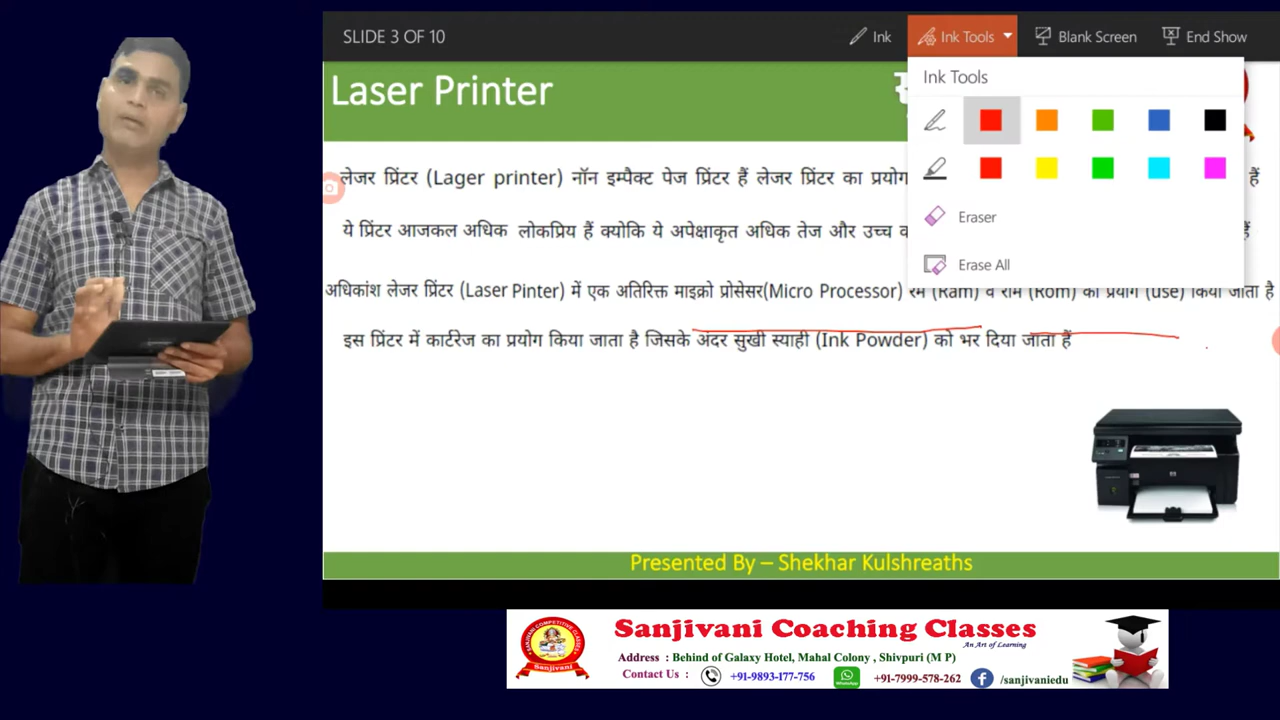 SLIDE 3 OF 10
Ink
Ink Tools
Blank Screen
End Show
Laser Printer
Ink Tools
Eraser
Erase All
लेजर प्रिंटर (Lager printer) नॉन इम्पैक्ट पेज प्रिंटर हैं लेजर प्रिंटर का प्रयोग हैं
ये प्रिंटर आजकल अधिक लोकप्रिय हैं क्योकि ये अपेक्षाकृत अधिक तेज और उच्च हैं
अधिकांश लेजर प्रिंटर (Laser Pinter) में एक अतिरिक्त माइक्रो प्रोसेसर(Micro Processor) रेम (Ram) व रोम (Rom) का प्रयोग (use) किया जाता है
इस प्रिंटर में कार्टरेज का प्रयोग किया जाता है जिसके अंदर सुखी स्याही (Ink Powder) को भर दिया जाता हैं
Presented By – Shekhar Kulshreaths
Sanjivani
Sanjivani Coaching Classes
An Art of Learning
Address : Behind of Galaxy Hotel, Mahal Colony , Shivpuri (M P)
Contact Us : +91-9893-177-756 WhatsApp +91-7999-578-262 /sanjivaniedu